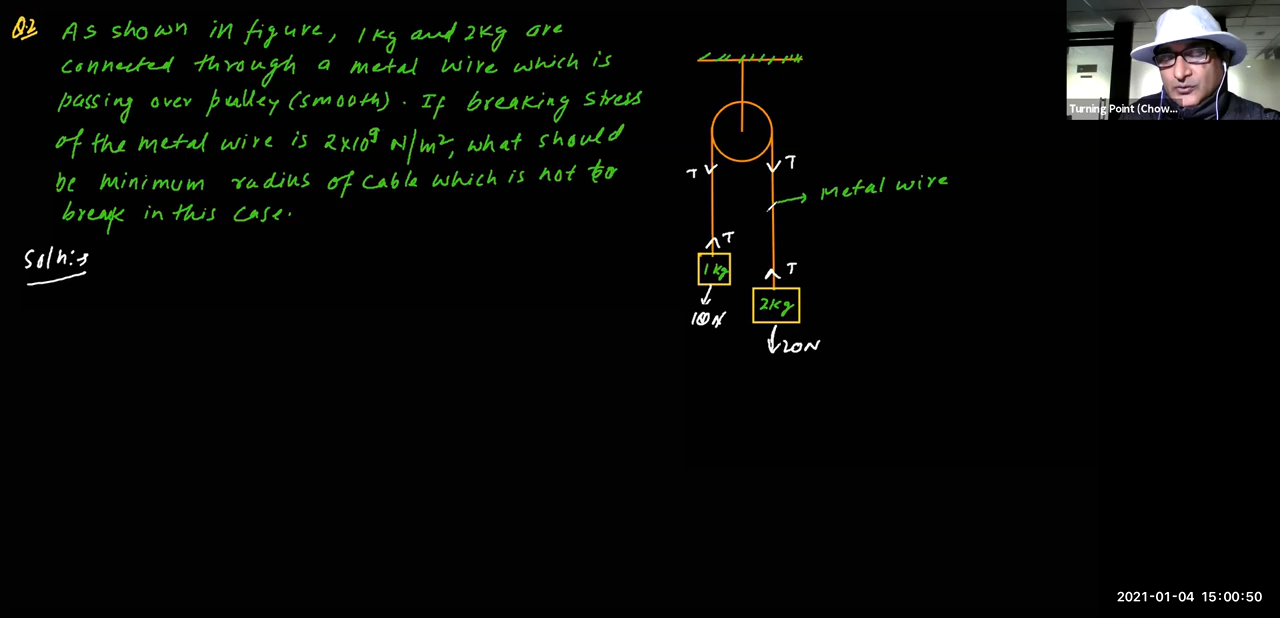 Q.2 As shown in figure, 1kg and 2kg are
connected through a metal wire which is
passing over pulley (smooth). If breaking stress
of the metal wire is 2x10⁹ N/m², what should
be minimum radius of cable which is not to
break in this case.
Soln:→
T
T
Metal wire
T
T
1kg
2kg
10N
20N
Turning Point (Chow...
2021-01-04 15:00:50